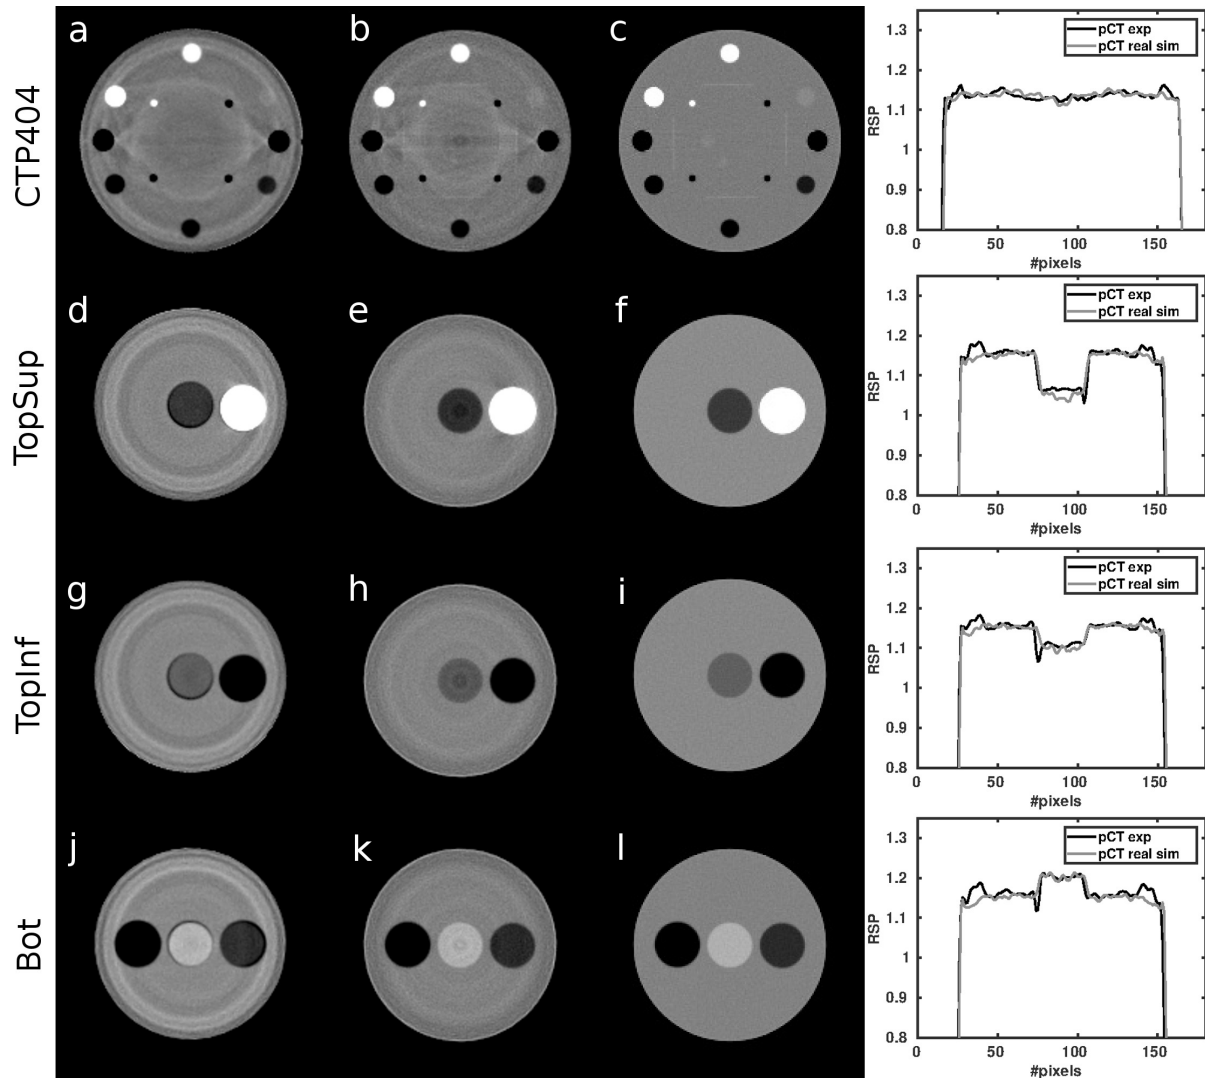 CTP404
a
b
c
1.3
1.2
1.1
1
0.9
0.8
RSP
pCT exp
pCT real sim
50
100
150
#pixels
TopSup
d
e
f
1.3
1.2
1.1
1
0.9
0.8
RSP
pCT exp
pCT real sim
50
100
150
#pixels
TopInf
g
h
i
1.3
1.2
1.1
1
0.9
0.8
RSP
pCT exp
pCT real sim
50
100
150
#pixels
Bot
j
k
l
1.3
1.2
1.1
1
0.9
0.8
RSP
pCT exp
pCT real sim
50
100
150
#pixels